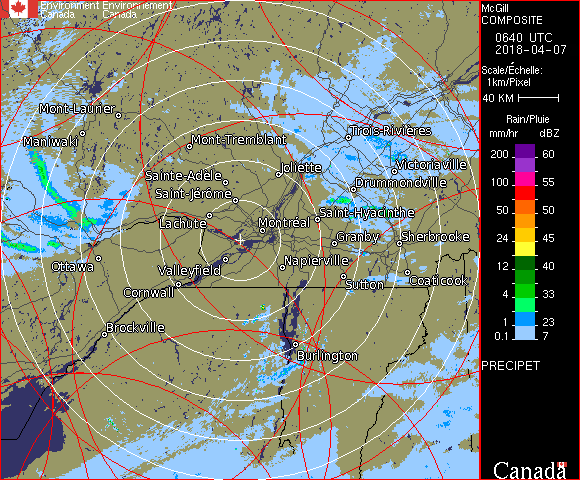 Environment Environnement
Canada Canada
McGill
COMPOSITE
0640 UTC
2018-04-07
Scale/Échelle:
1km/Pixel
40 KM
Rain/Pluie
mm/hr dBZ
200 60
100 55
50 50
24 45
12 40
4 33
1 23
0.1 7
PRECIPET
Canada
Mont-Laurier
Maniwaki
Mont-Tremblant
Trois-Rivières
Sainte-Adèle
Joliette
Victoriaville
Saint-Jérôme
Drummondville
Lachute
Montréal
Saint-Hyacinthe
Granby
Sherbrooke
Ottawa
Valleyfield
Napierville
Cornwall
Sutton
Coaticook
Brockville
Burlington